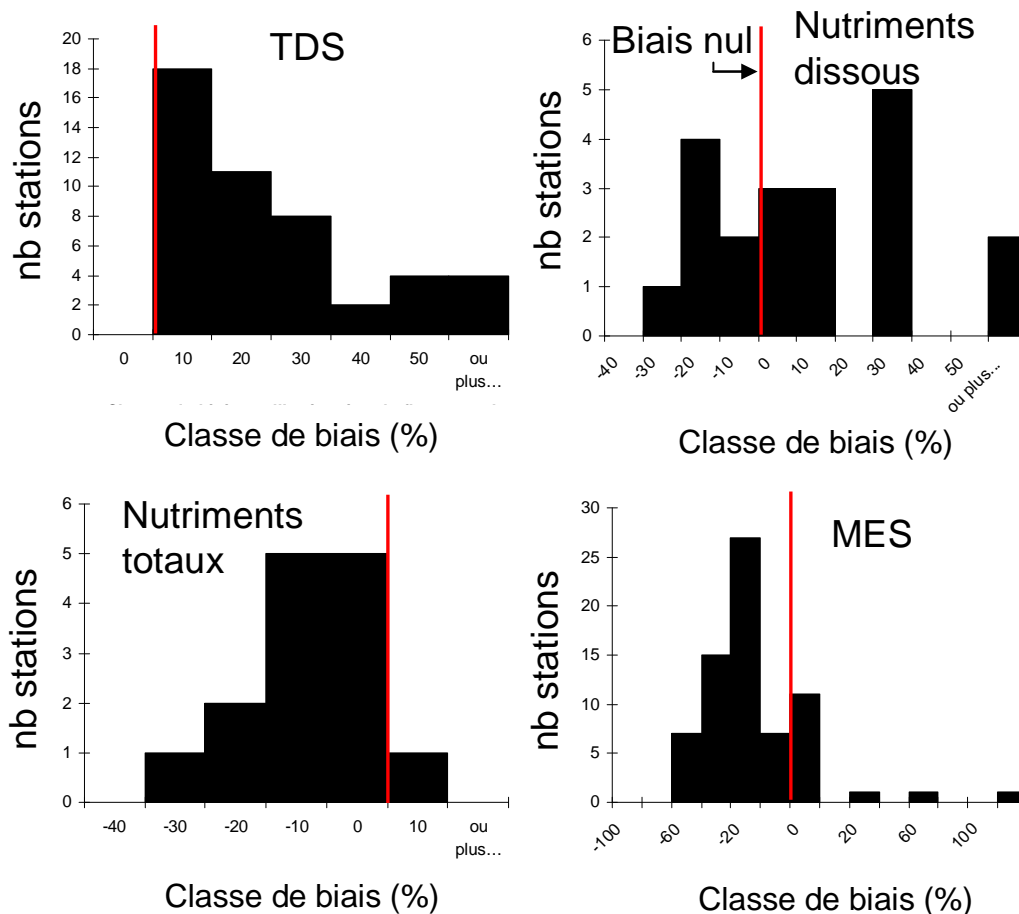 TDS
nb stations
20
18
16
14
12
10
8
6
4
2
0
0 10 20 30 40 50 ou
plus…
Classe de biais (%)
Biais nul
Nutriments
dissous
nb stations
6
5
4
3
2
1
0
-40 -30 -20 -10 0 10 20 30 40 50 ou plus...
Classe de biais (%)
Nutriments
totaux
nb stations
6
5
4
3
2
1
0
-40 -30 -20 -10 0 10 ou
plus…
Classe de biais (%)
MES
nb stations
30
25
20
15
10
5
0
-100 -60 -20 0 20 60 100
Classe de biais (%)